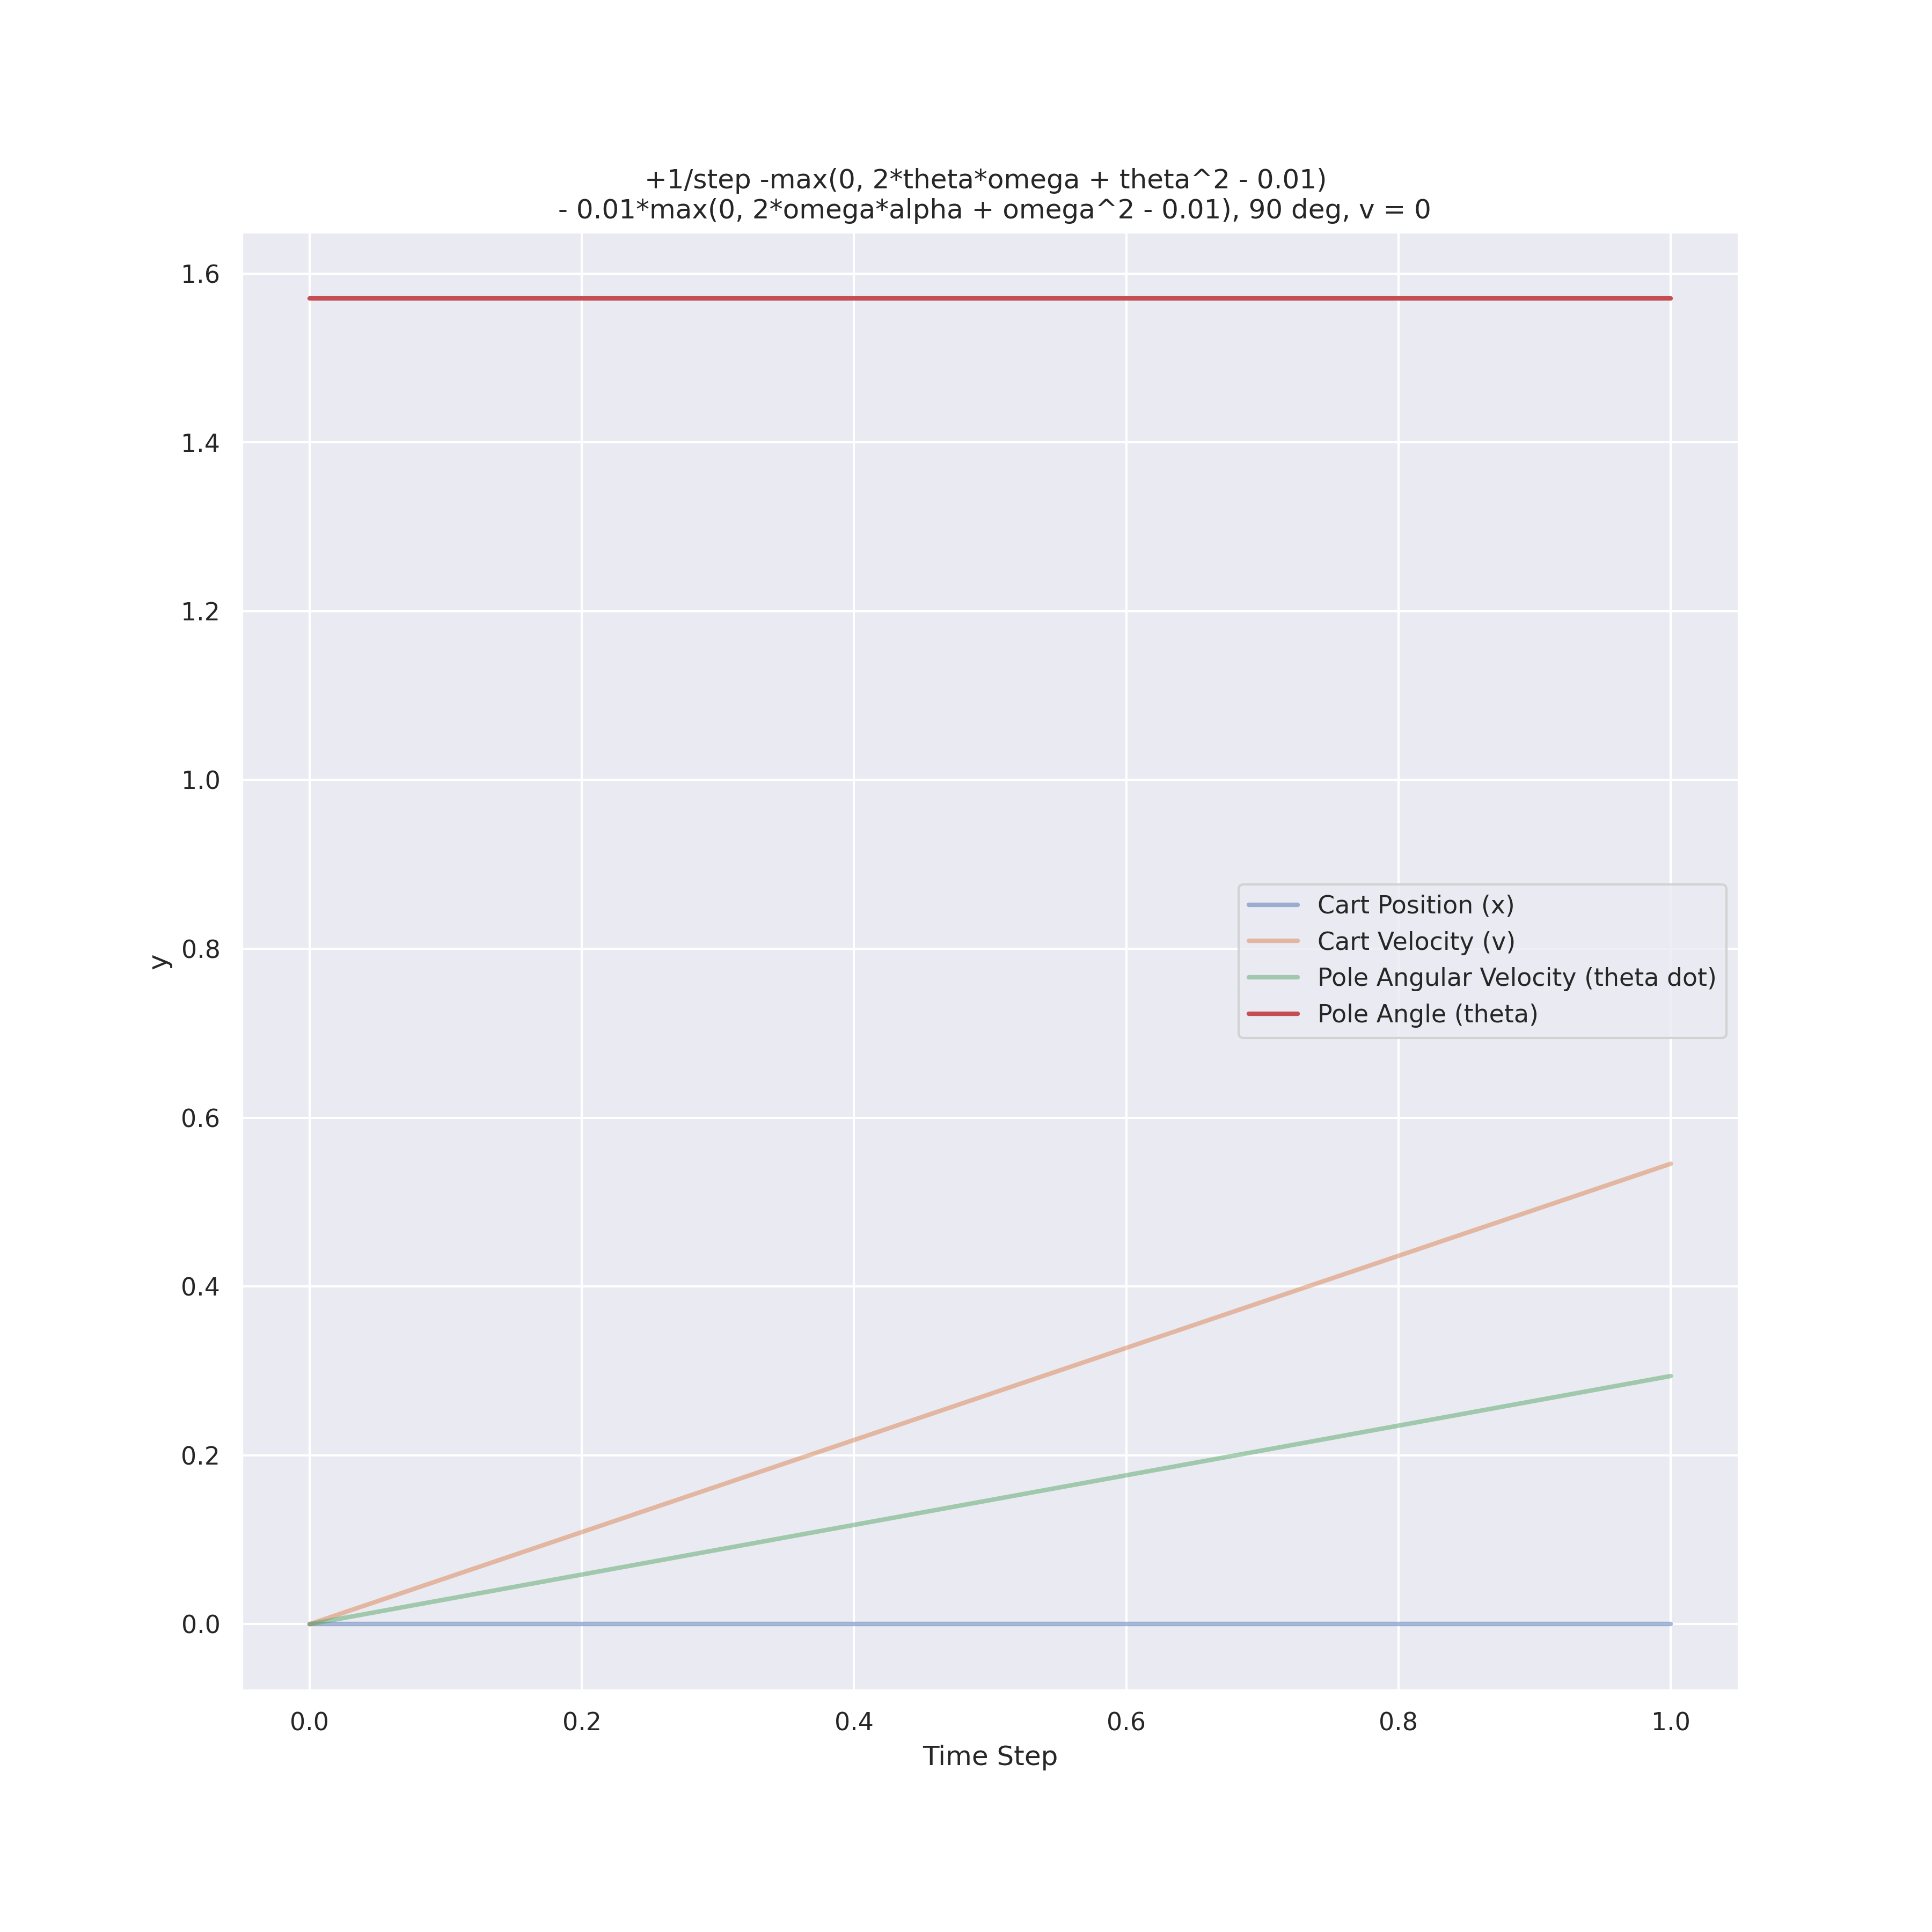 +1/step -max(0, 2*theta*omega + theta^2 - 0.01)
- 0.01*max(0, 2*omega*alpha + omega^2 - 0.01), 90 deg, v = 0
1.6
1.4
1.2
1.0
0.8
0.6
0.4
0.2
0.0
y
Cart Position (x)
Cart Velocity (v)
Pole Angular Velocity (theta dot)
Pole Angle (theta)
0.0 0.2 0.4 0.6 0.8 1.0
Time Step